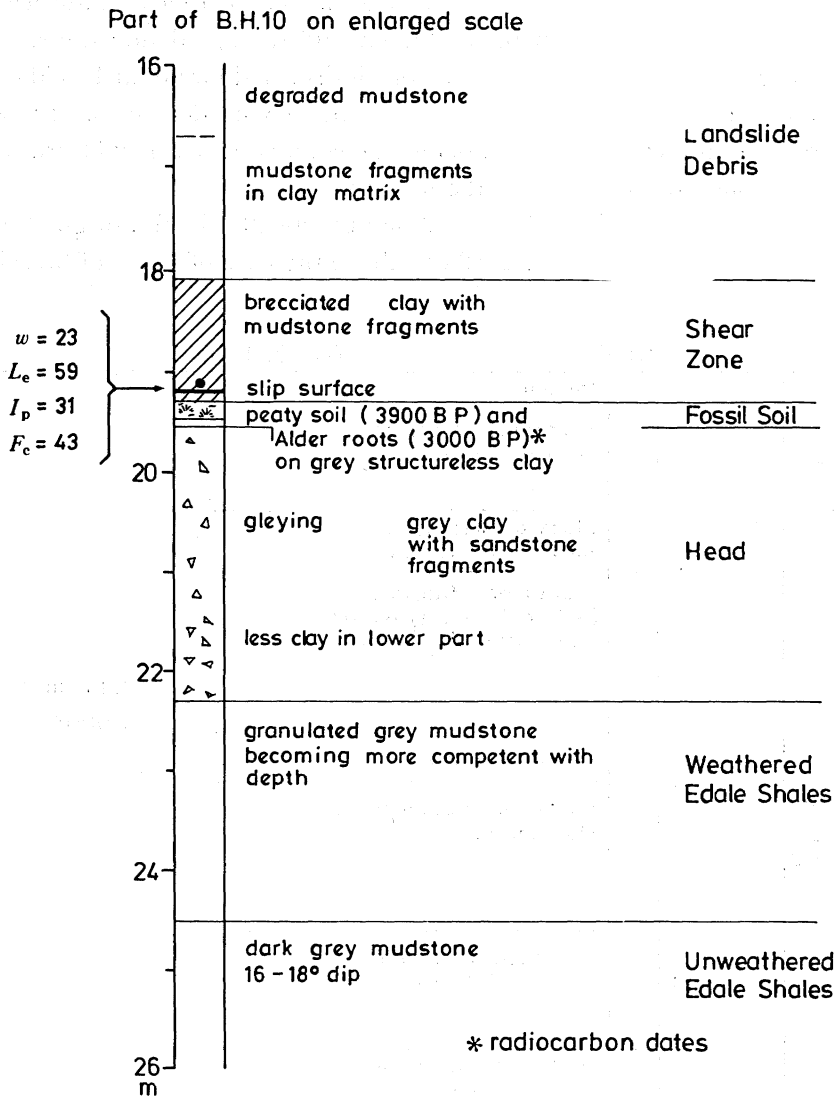 Part of B.H.10 on enlarged scale
16
degraded mudstone
Landslide
Debris
mudstone fragments
in clay matrix
18
brecciated clay with
mudstone fragments
Shear
Zone
w = 23
Le = 59
Ip = 31
Fc = 43
slip surface
peaty soil (3900 BP) and
Alder roots (3000 BP)*
on grey structureless clay
Fossil Soil
20
gleying
grey clay
with sandstone
fragments
Head
less clay in lower part
22
granulated grey mudstone
becoming more competent with
depth
Weathered
Edale Shales
24
dark grey mudstone
16-18° dip
Unweathered
Edale Shales
* radiocarbon dates
26
m